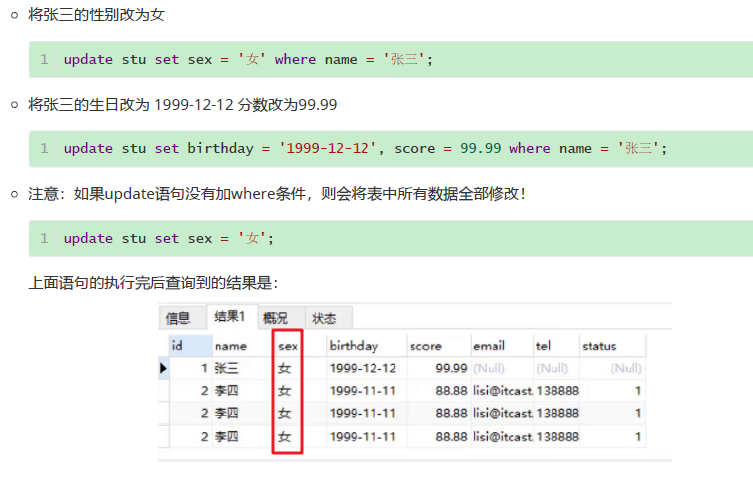 将张三的性别改为女
1 update stu set sex = '女' where name = '张三';
将张三的生日改为 1999-12-12 分数改为99.99
1 update stu set birthday = '1999-12-12', score = 99.99 where name = '张三';
注意：如果update语句没有加where条件，则会将表中所有数据全部修改！
1 update stu set sex = '女';
上面语句的执行完后查询到的结果是：
信息 结果1 概况 状态
id name sex birthday score email tel status
1 张三 女 1999-12-12 99.99 (Null) (Null) (Null)
2 李四 女 1999-11-11 88.88 lisi@itcast. 138888 1
2 李四 女 1999-11-11 88.88 lisi@itcast. 138888 1
2 李四 女 1999-11-11 88.88 lisi@itcast. 138888 1